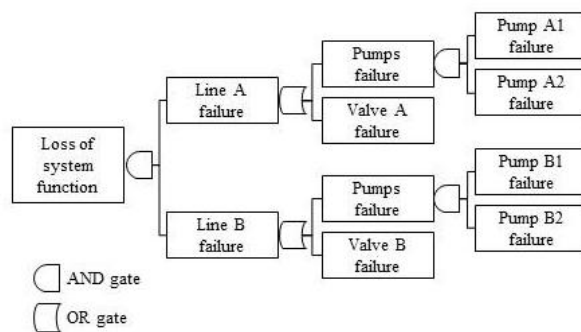 Loss of
system
function
Line A
failure
Pumps
failure
Pump A1
failure
Pump A2
failure
Valve A
failure
Line B
failure
Pumps
failure
Pump B1
failure
Pump B2
failure
Valve B
failure
AND gate
OR gate